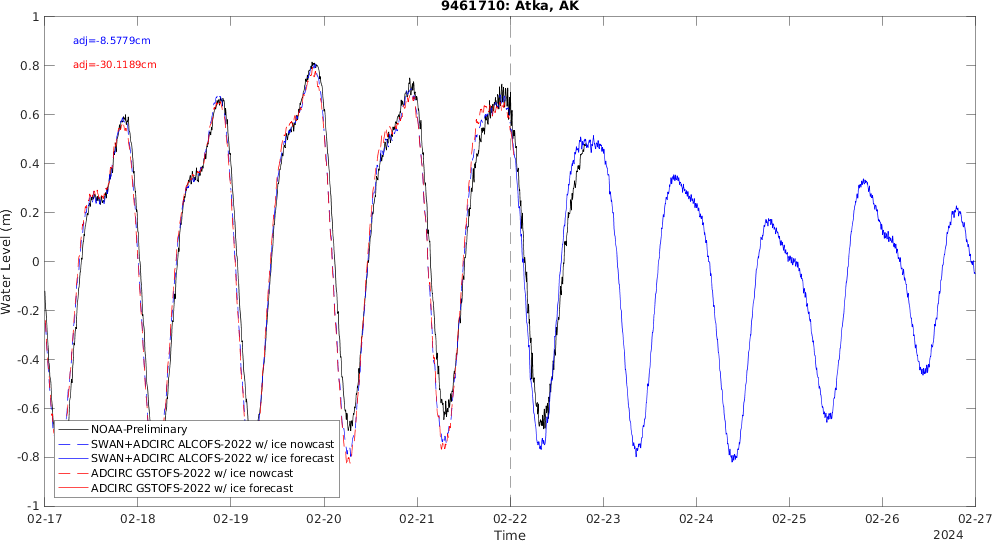 9461710: Atka, AK
adj=-8.5779cm
adj=-30.1189cm
1
0.8
0.6
0.4
0.2
0
-0.2
-0.4
-0.6
-0.8
-1
Water Level (m)
NOAA-Preliminary
SWAN+ADCIRC ALCOFS-2022 w/ ice nowcast
SWAN+ADCIRC ALCOFS-2022 w/ ice forecast
ADCIRC GSTOFS-2022 w/ ice nowcast
ADCIRC GSTOFS-2022 w/ ice forecast
02-17 02-18 02-19 02-20 02-21 02-22 02-23 02-24 02-25 02-26 02-27
Time
2024